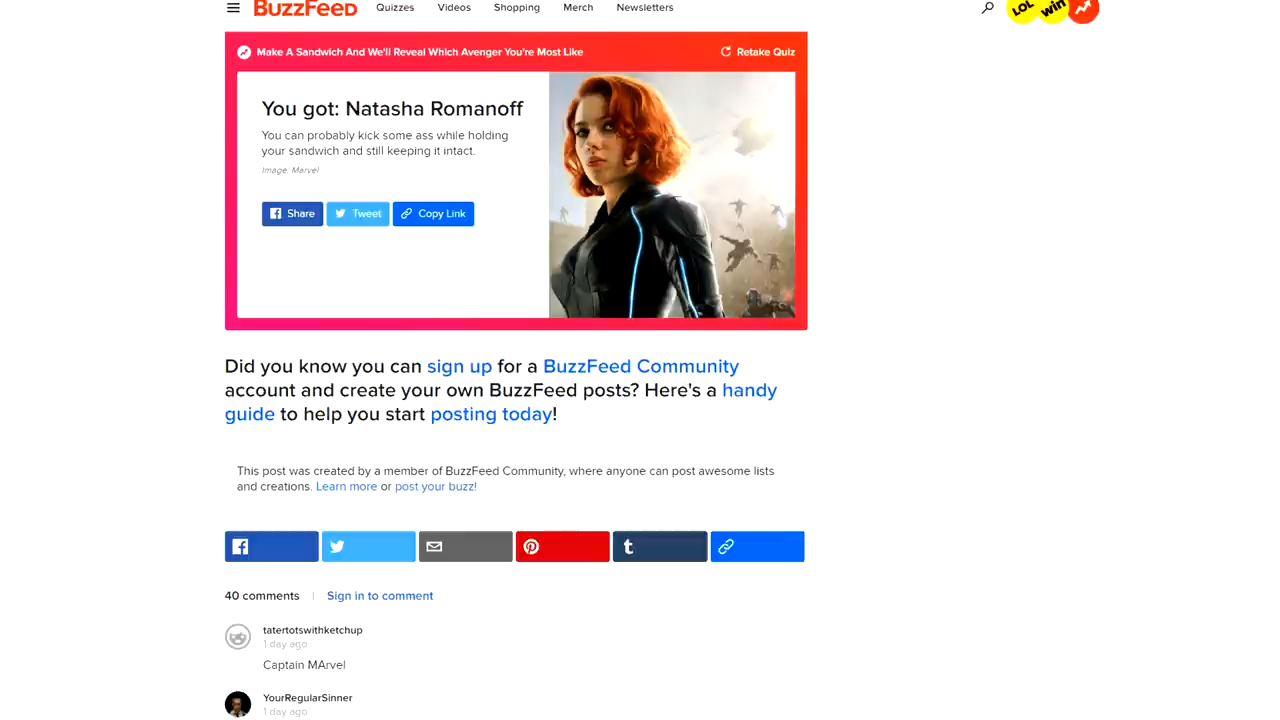 BuzzFeed Quizzes Videos Shopping Merch Newsletters LOL win
Make A Sandwich And We'll Reveal Which Avenger You're Most Like Retake Quiz
You got: Natasha Romanoff
You can probably kick some ass while holding
your sandwich and still keeping it intact.
Image: Marvel
Share Tweet Copy Link
Did you know you can sign up for a BuzzFeed Community
account and create your own BuzzFeed posts? Here's a handy
guide to help you start posting today!
This post was created by a member of BuzzFeed Community, where anyone can post awesome lists
and creations. Learn more or post your buzz!
40 comments | Sign in to comment
tatertotswithketchup
1 day ago
Captain MArvel
YourRegularSinner
1 day ago